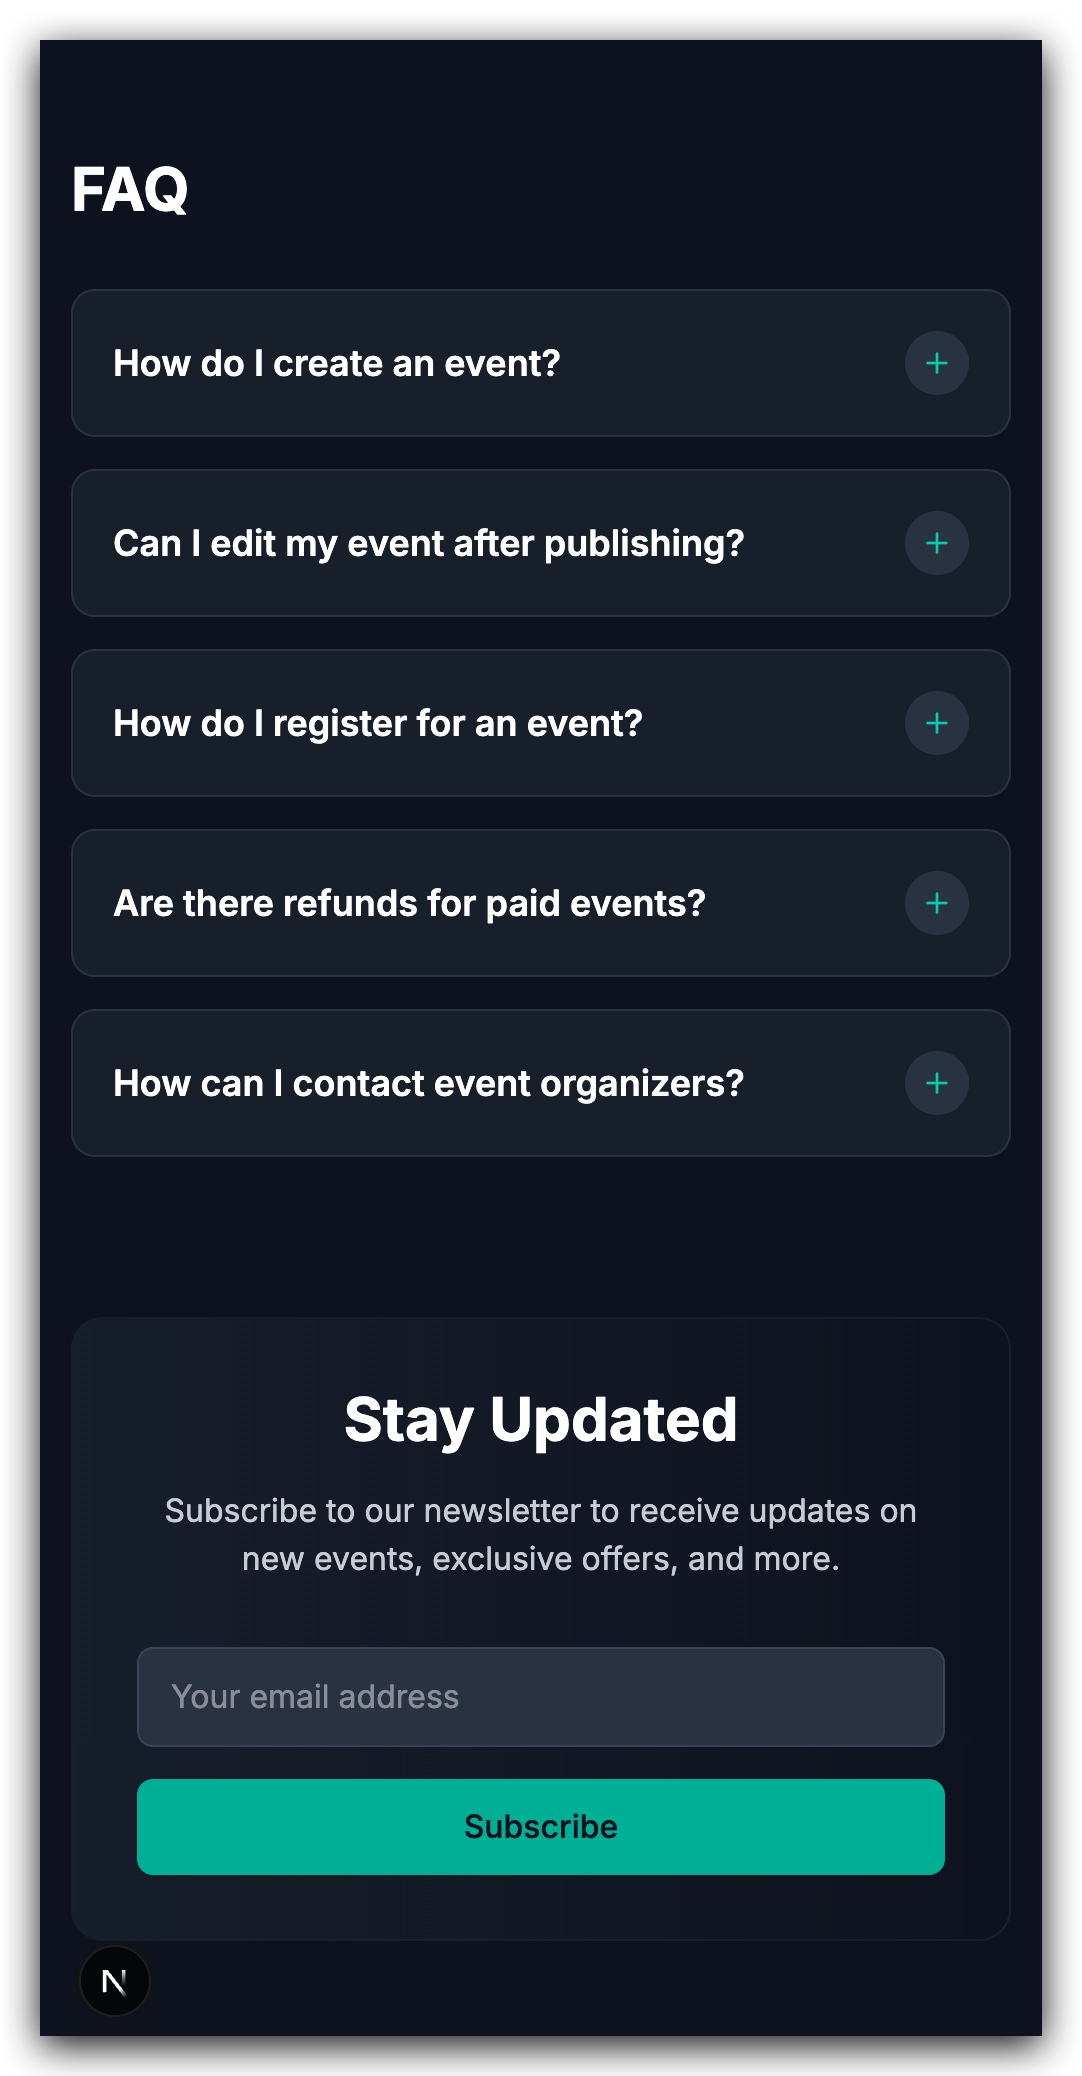 FAQ
How do I create an event?
Can I edit my event after publishing?
How do I register for an event?
Are there refunds for paid events?
How can I contact event organizers?
Stay Updated
Subscribe to our newsletter to receive updates on
new events, exclusive offers, and more.
Your email address
Subscribe
N